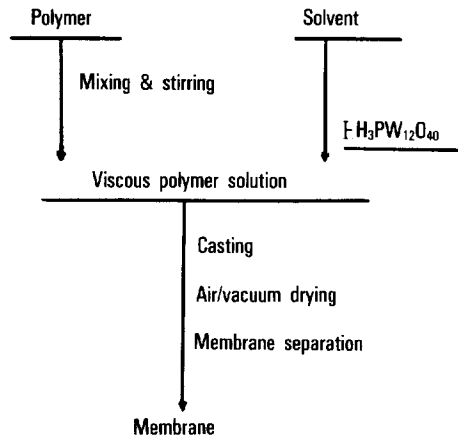 Polymer
Solvent
Mixing & stirring
H₃PW₁₂O₄₀
Viscous polymer solution
Casting
Air/vacuum drying
Membrane separation
Membrane